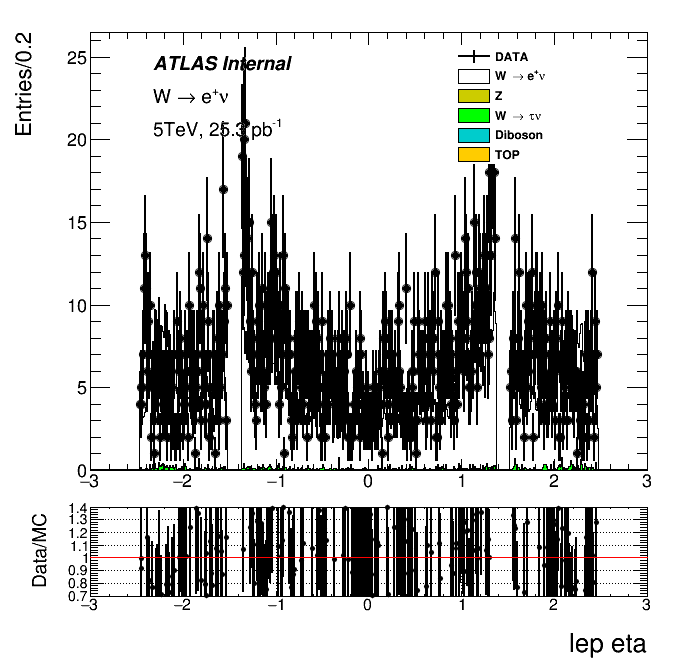 Entries/0.2
25
20
15
10
5
0
ATLAS Internal
W → e⁺ν
5TeV, 25.3 pb⁻¹
DATA
W → e⁺ν
Z
W → τν
Diboson
TOP
−3 −2 −1 0 1 2 3
Data/MC
1.4
1.3
1.2
1.1
1
0.9
0.8
0.7
−3 −2 −1 0 1 2 3
lep eta